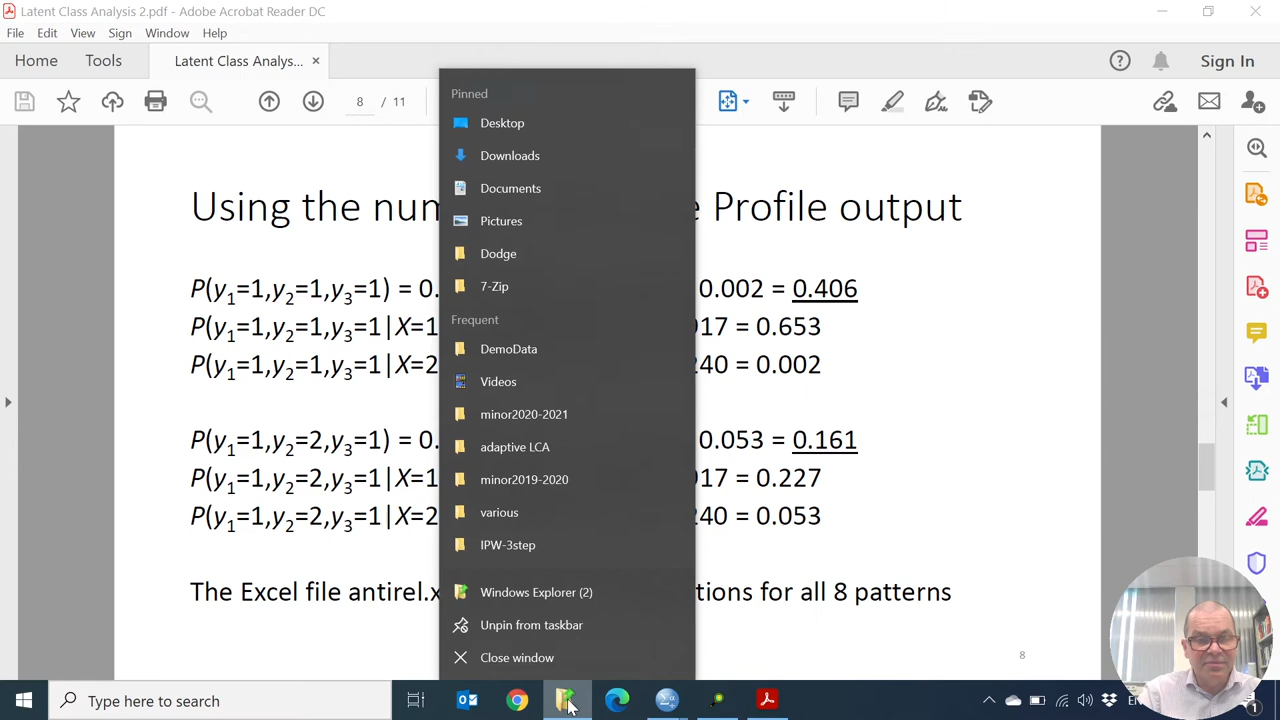 Latent Class Analysis 2.pdf - Adobe Acrobat Reader DC
File Edit View Sign Window Help
Home Tools Latent Class Analys... × Sign In
8 / 11
Pinned
Desktop
Downloads
Documents
Pictures
Dodge
7-Zip
Frequent
DemoData
Videos
minor2020-2021
adaptive LCA
minor2019-2020
various
IPW-3step
Windows Explorer (2)
Unpin from taskbar
Close window
Using the Profile output
P(y1=1,y2=1,y3=1) = 0. 0.002 = 0.406
P(y1=1,y2=1,y3=1|X=1 17 = 0.653
P(y1=1,y2=1,y3=1|X=2 240 = 0.002
P(y1=1,y2=2,y3=1) = 0. 0.053 = 0.161
P(y1=1,y2=2,y3=1|X=1 17 = 0.227
P(y1=1,y2=2,y3=1|X=2 240 = 0.053
The Excel file antirel.x tions for all 8 patterns
8
Type here to search